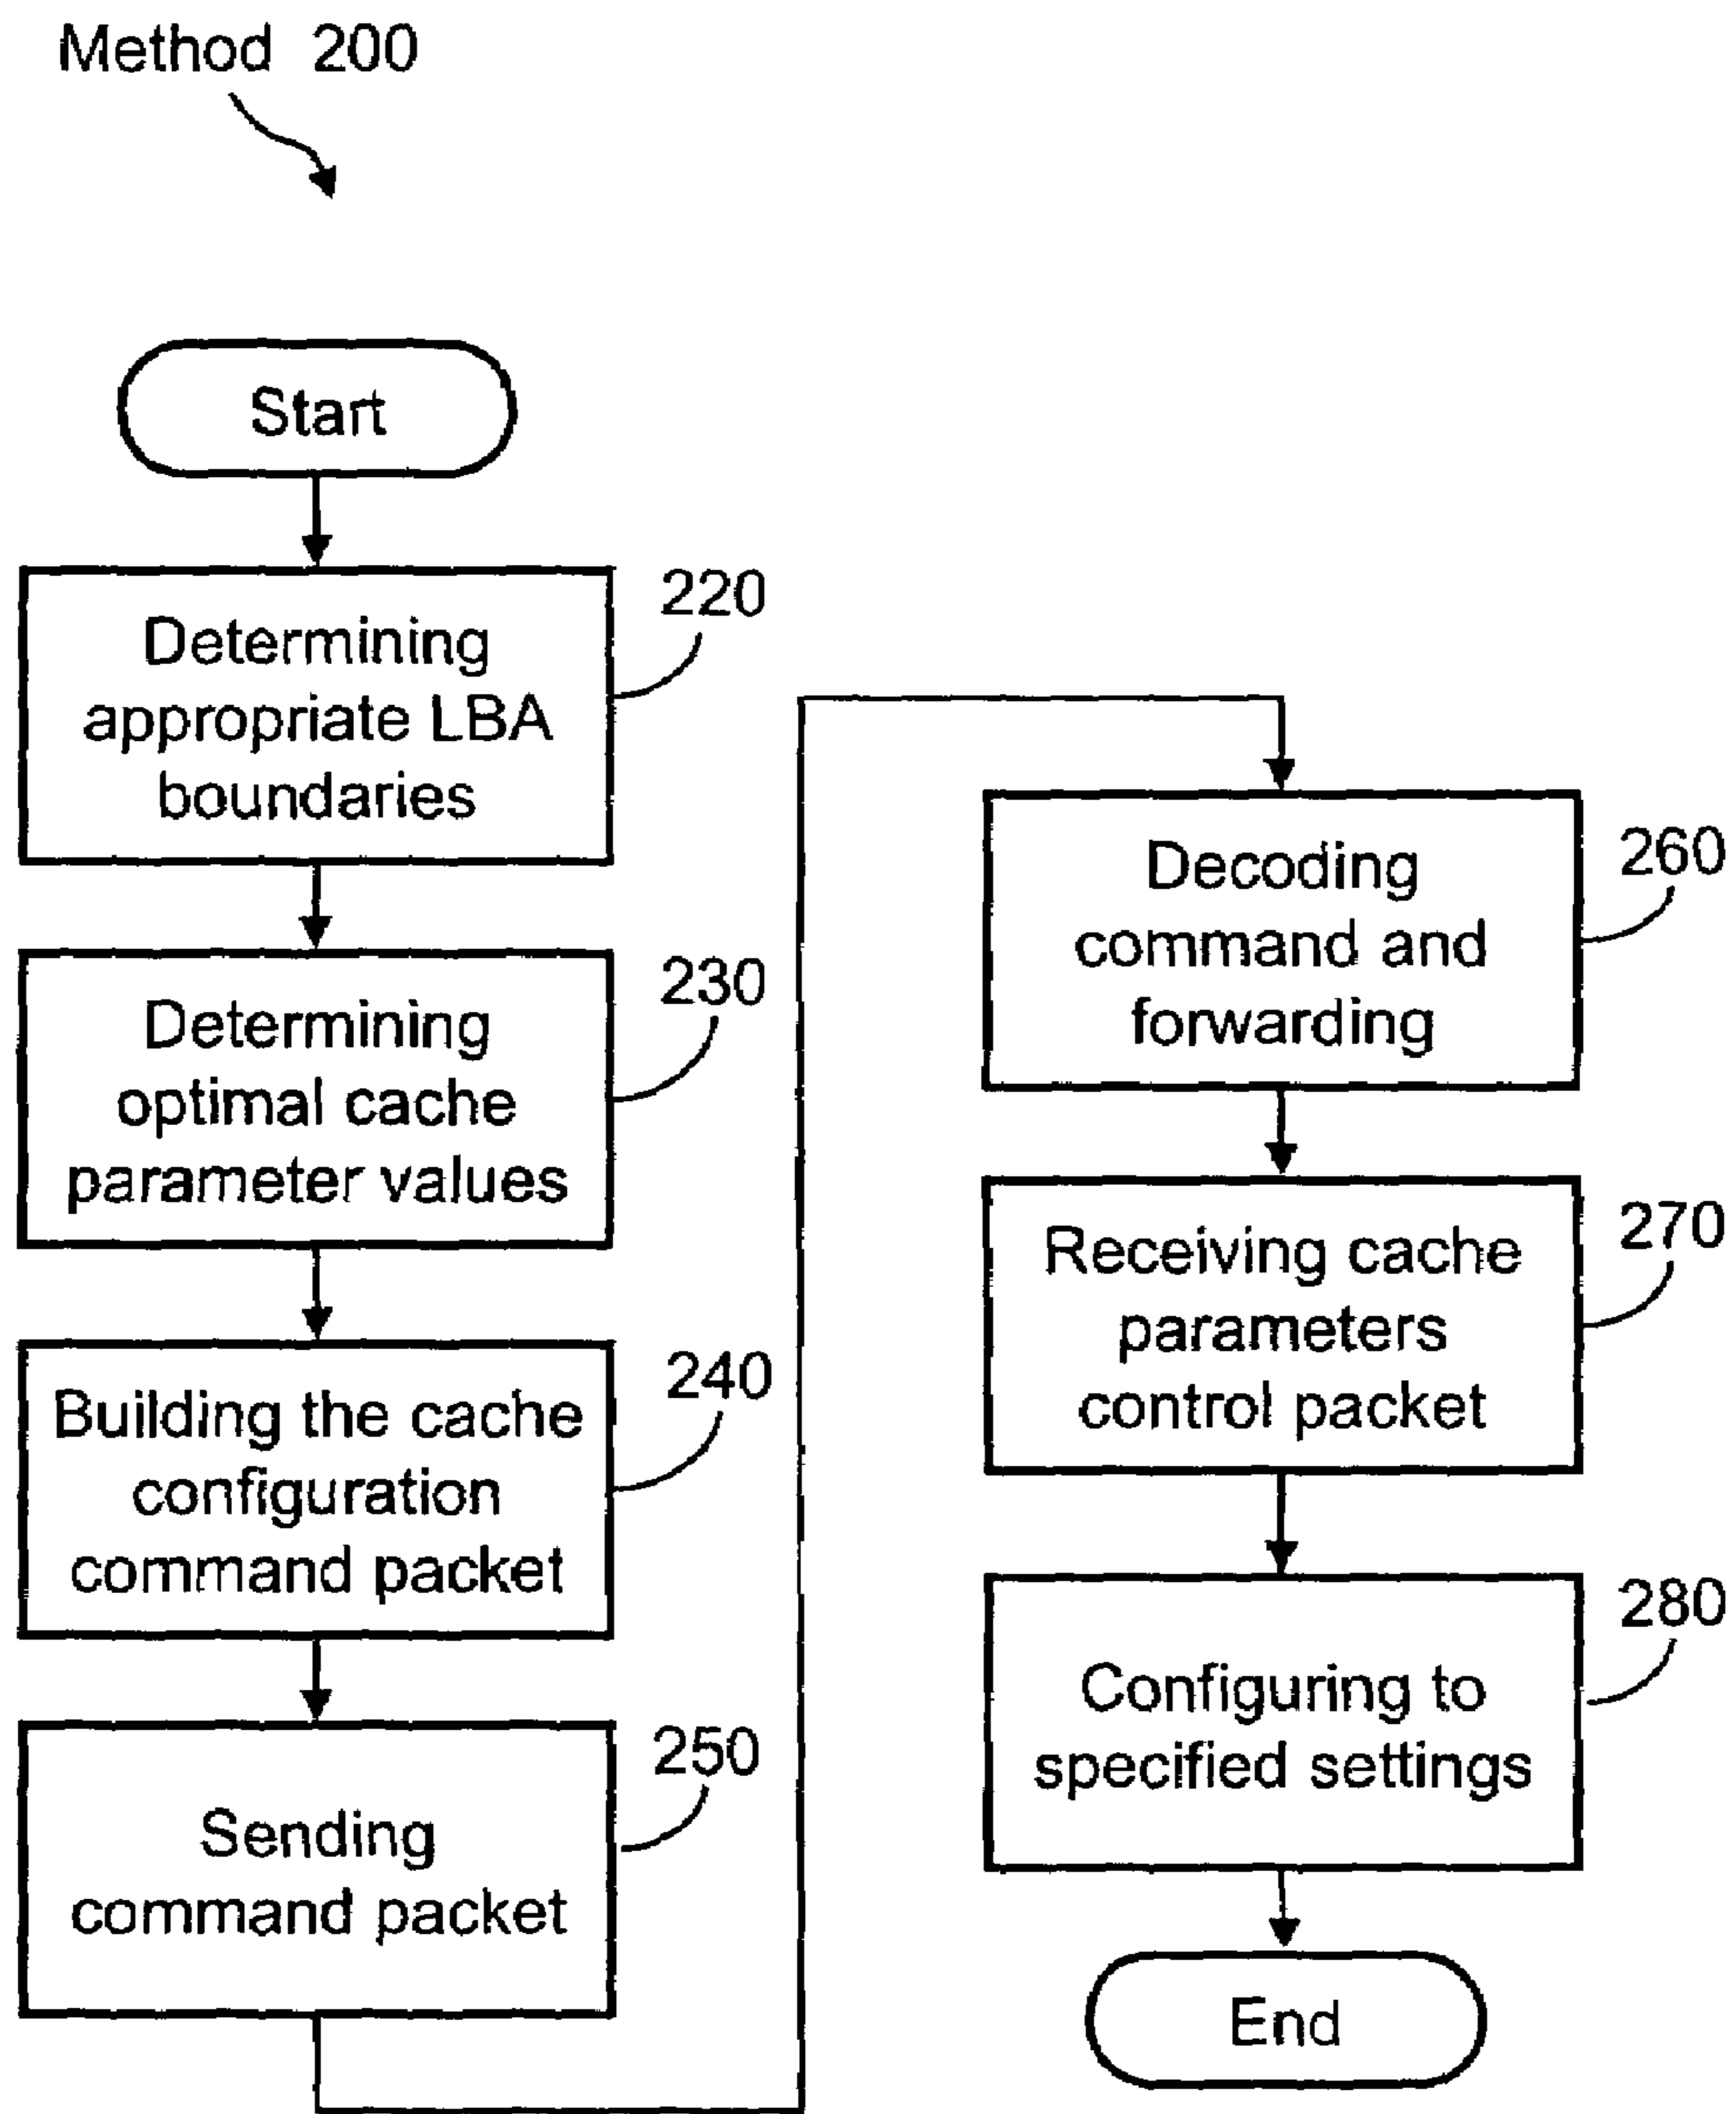 Method 200
Start
Determining
appropriate LBA
boundaries
220
Determining
optimal cache
parameter values
230
Building the cache
configuration
command packet
240
Sending
command packet
250
Decoding
command and
forwarding
260
Receiving cache
parameters
control packet
270
Configuring to
specified settings
280
End